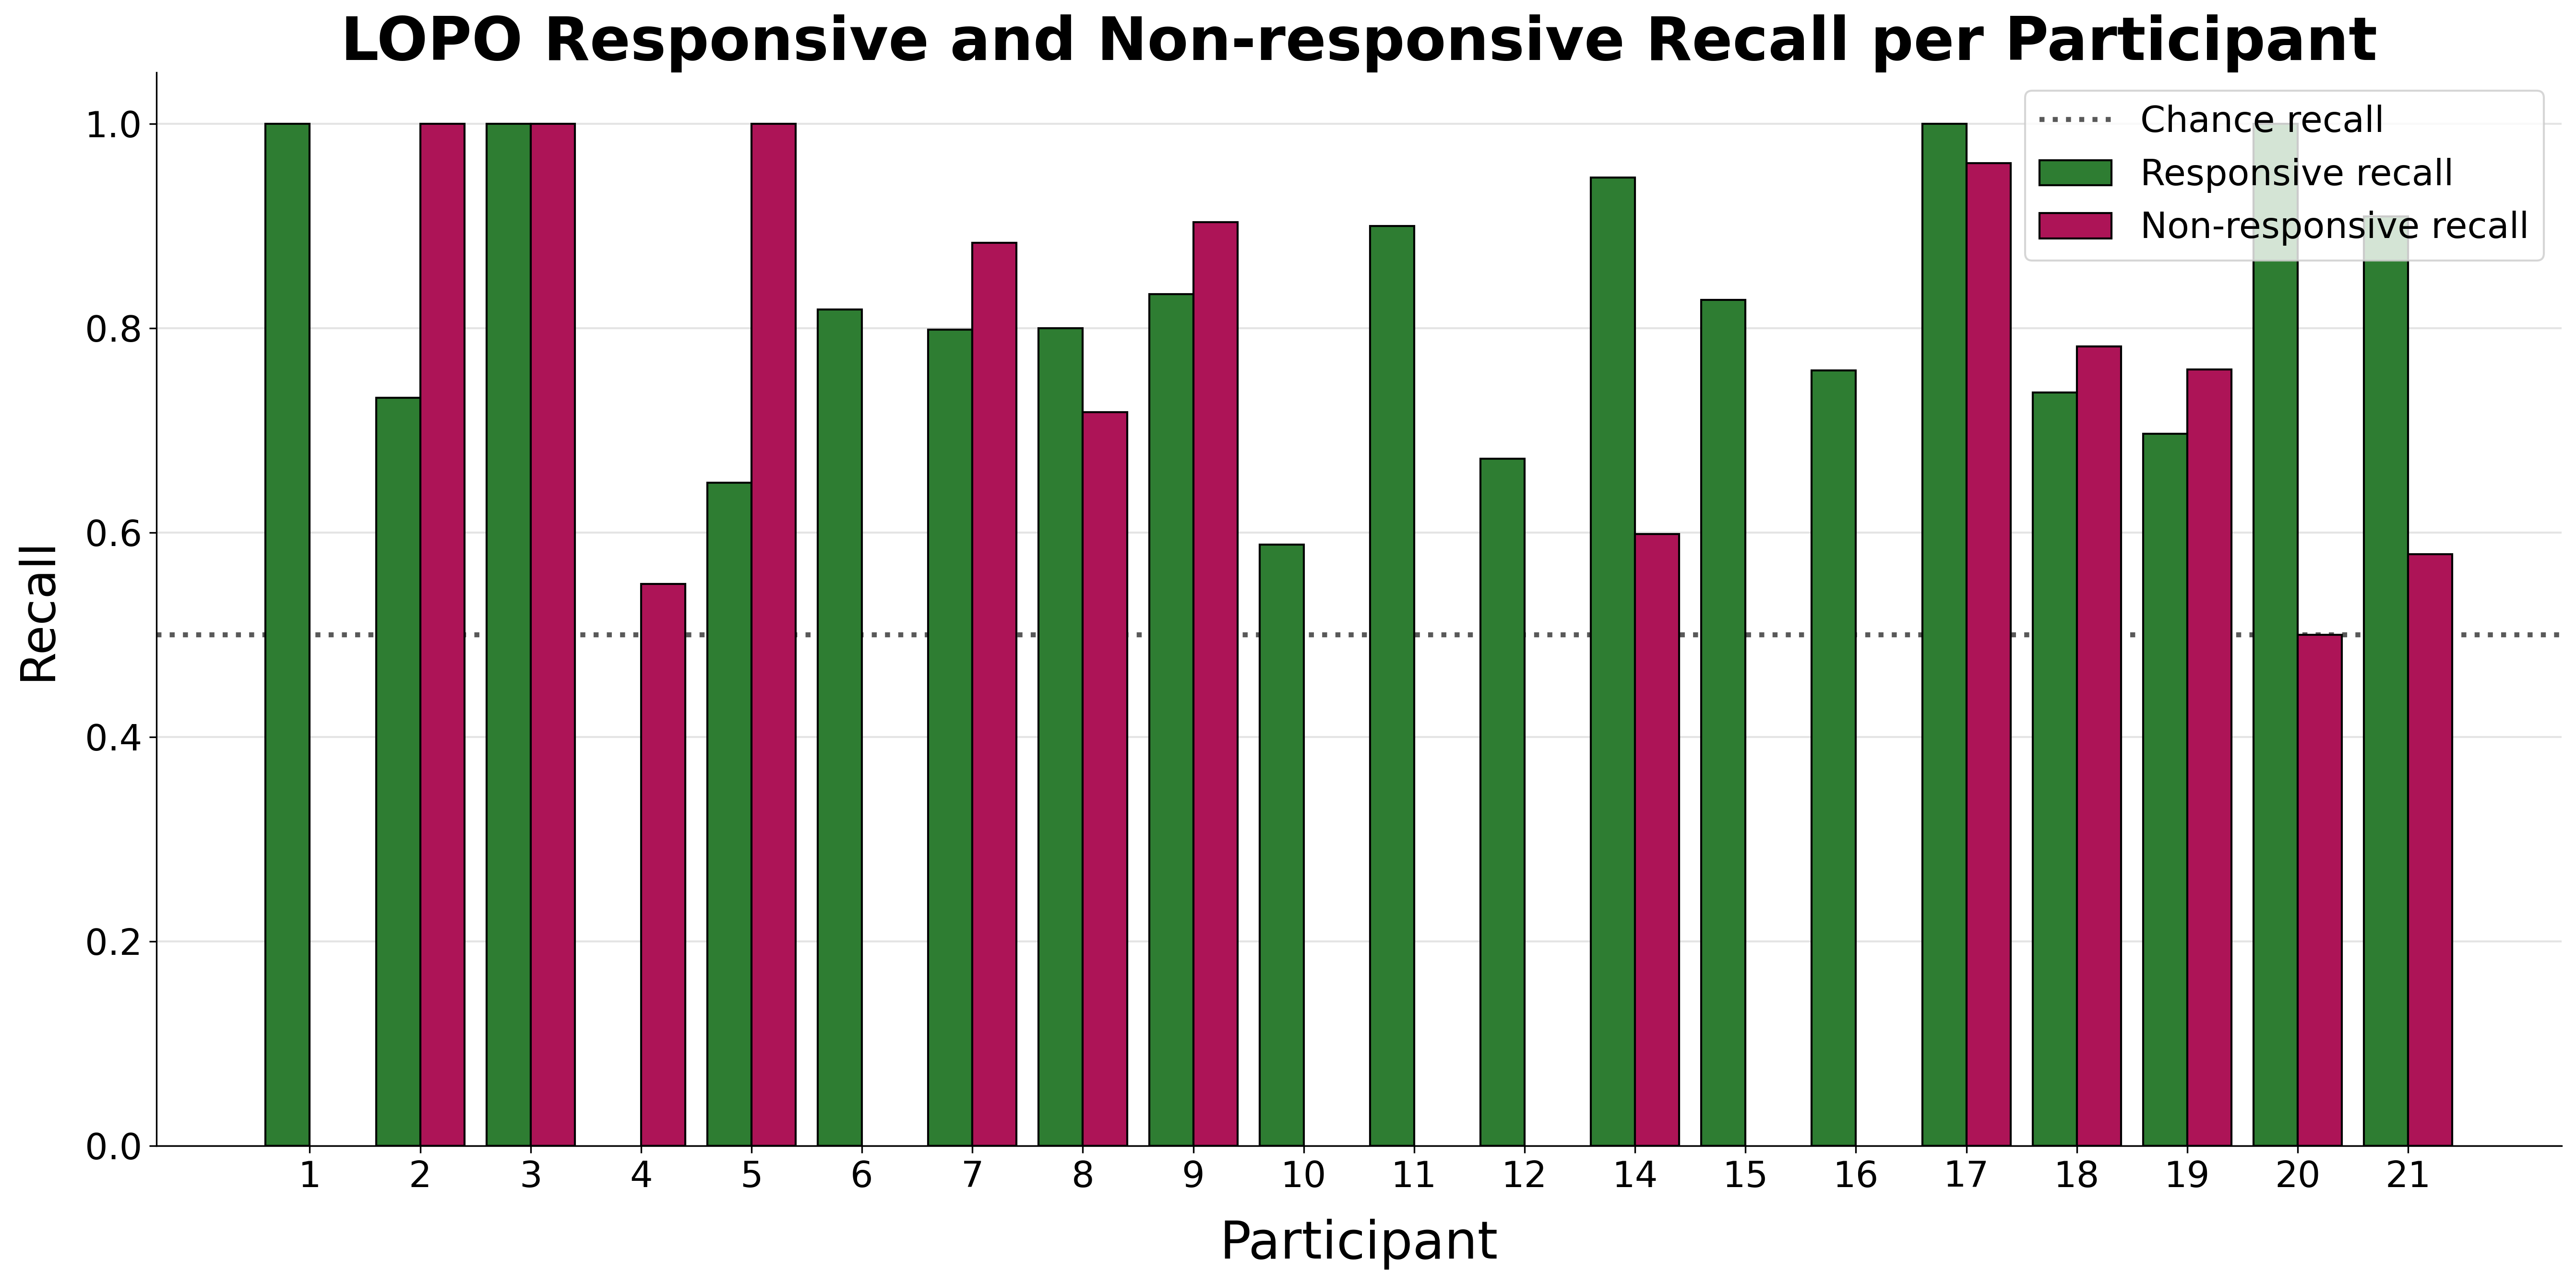 LOPO Responsive and Non-responsive Recall per Participant
Chance recall
Responsive recall
Non-responsive recall
Recall
1.0
0.8
0.6
0.4
0.2
0.0
1 2 3 4 5 6 7 8 9 10 11 12 14 15 16 17 18 19 20 21
Participant